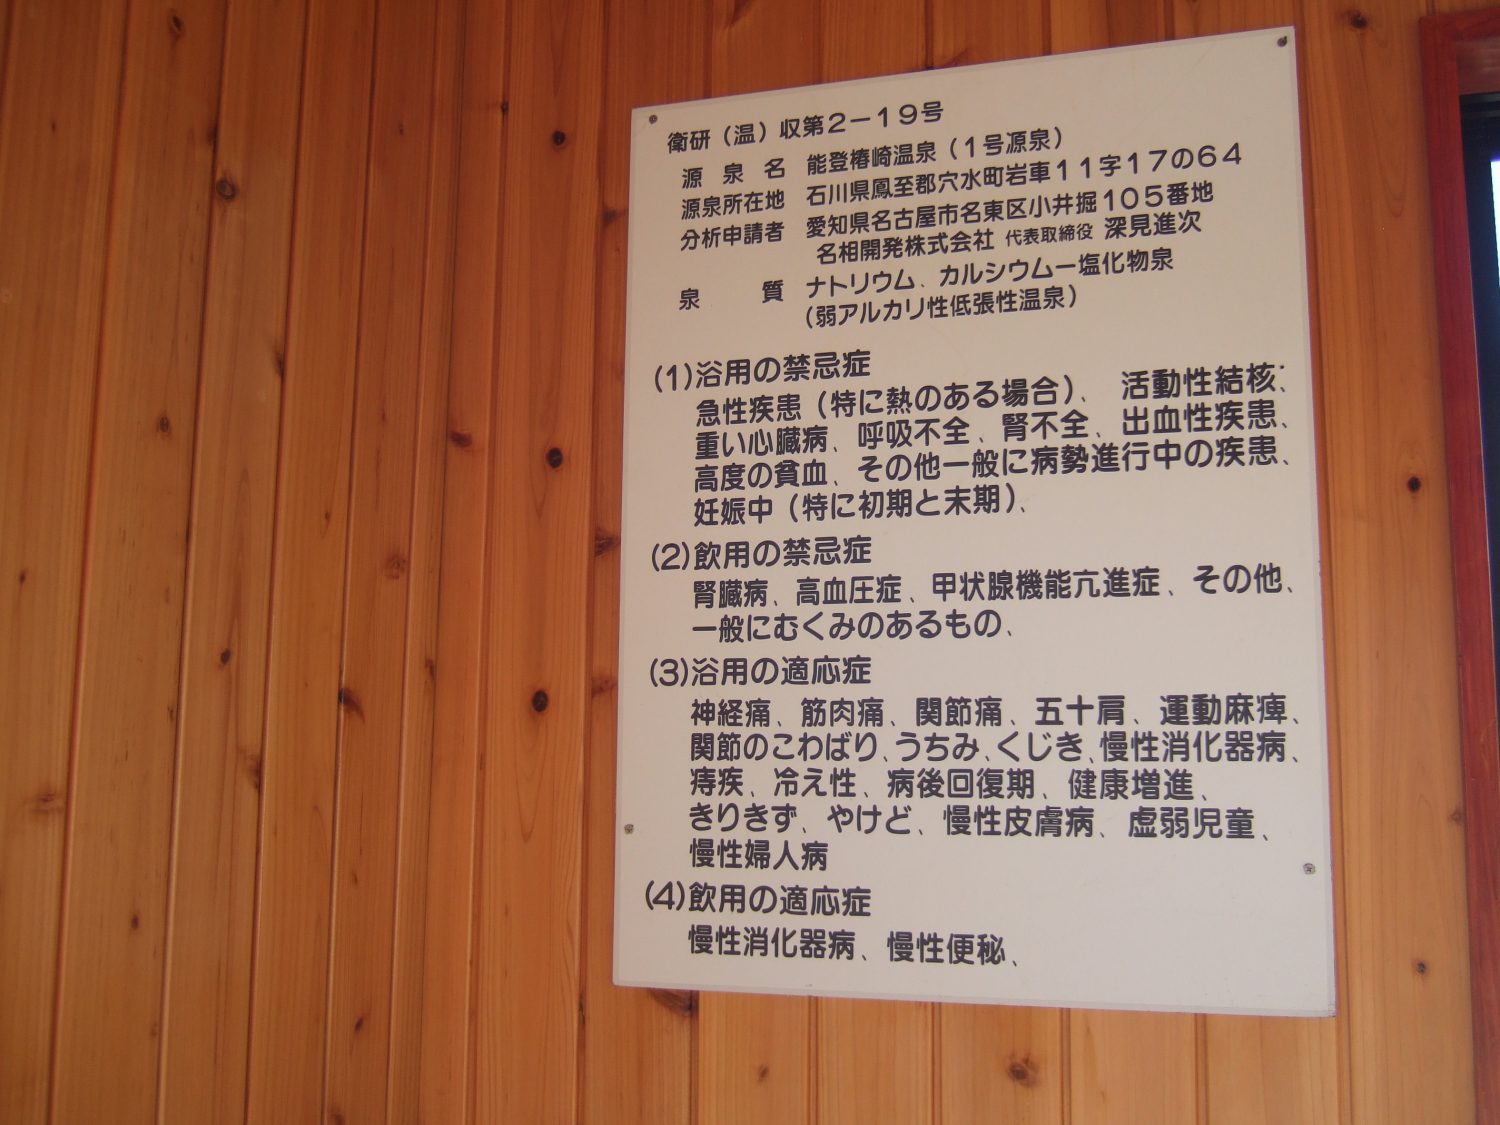 衛研（温）収第2－19号
源泉名 能登椿崎温泉（1号源泉）
源泉所在地 石川県鳳至郡穴水町岩車11字17の64
分析申請者 愛知県名古屋市名東区小井掘105番地
名相開発株式会社 代表取締役 深見進次
泉質 ナトリウム、カルシウムー塩化物泉
（弱アルカリ性低張性温泉）
(1)浴用の禁忌症
急性疾患（特に熱のある場合）、活動性結核、
重い心臓病、呼吸不全、腎不全、出血性疾患、
高度の貧血、その他一般に病勢進行中の疾患、
妊娠中（特に初期と末期）、
(2)飲用の禁忌症
腎臓病、高血圧症、甲状腺機能亢進症、その他、
一般にむくみのあるもの、
(3)浴用の適応症
神経痛、筋肉痛、関節痛、五十肩、運動麻痺、
関節のこわばり、うちみ、くじき、慢性消化器病、
痔疾、冷え性、病後回復期、健康増進、
きりきず、やけど、慢性皮膚病、虚弱児童、
慢性婦人病
(4)飲用の適応症
慢性消化器病、慢性便秘、